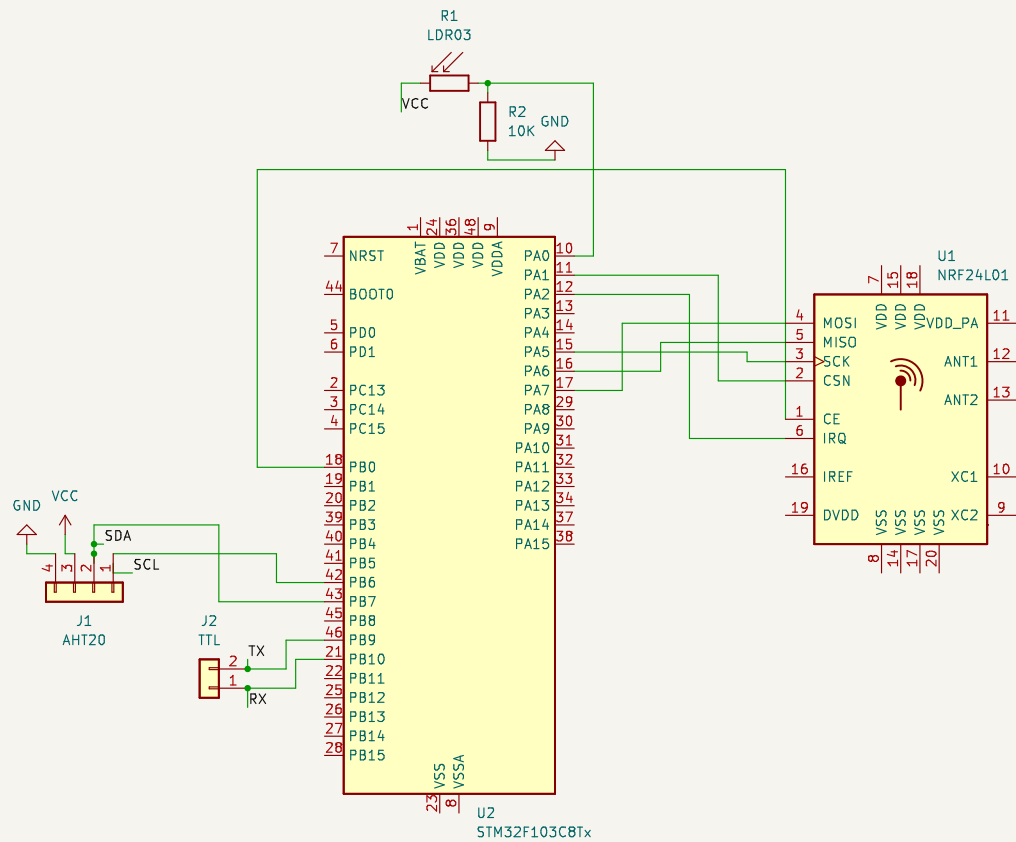 R1
LDR03
VCC
R2
10K
GND
1
24
36
48
9
VBAT
VDD
VDD
VDD
VDDA
7 NRST
44 BOOT0
5 PD0
6 PD1
2 PC13
3 PC14
4 PC15
18 PB0
19 PB1
20 PB2
39 PB3
40 PB4
41 PB5
42 PB6
43 PB7
45 PB8
46 PB9
21 PB10
22 PB11
25 PB12
26 PB13
27 PB14
28 PB15
PA0 10
PA1 11
PA2 12
PA3 13
PA4 14
PA5 15
PA6 16
PA7 17
PA8 29
PA9 30
PA10 31
PA11 32
PA12 33
PA13 34
PA14 37
PA15 38
VSS
VSSA
23
8
U2
STM32F103C8Tx
U1
NRF24L01
7
15
18
VDD
VDD
VDD
4 MOSI
5 MISO
3 SCK
2 CSN
1 CE
6 IRQ
16 IREF
19 DVDD
VDD_PA 11
ANT1 12
ANT2 13
XC1 10
XC2 9
VSS
VSS
VSS
VSS
8
14
17
20
GND
VCC
SDA
SCL
4
3
2
1
J1
AHT20
J2
TTL
2
TX
1
RX